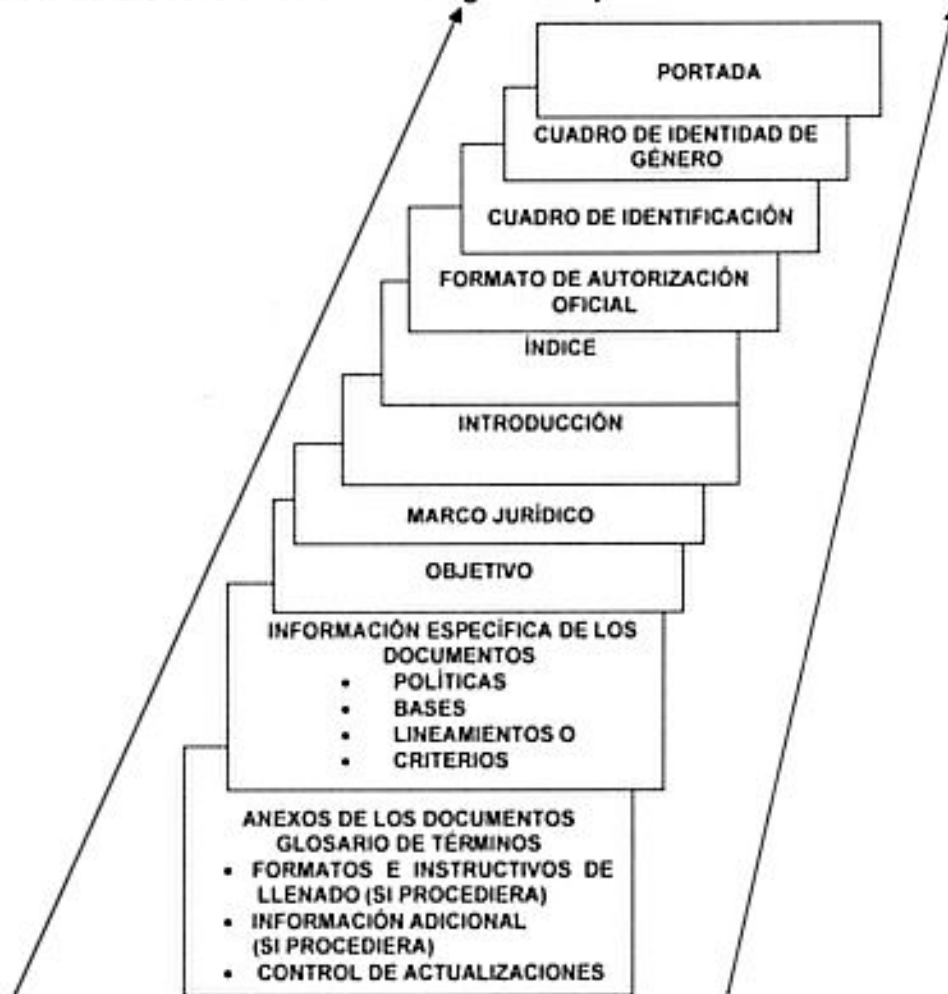 PORTADA
CUADRO DE IDENTIDAD DE
GÉNERO
CUADRO DE IDENTIFICACIÓN
FORMATO DE AUTORIZACIÓN
OFICIAL
ÍNDICE
INTRODUCCIÓN
MARCO JURÍDICO
OBJETIVO
INFORMACIÓN ESPECÍFICA DE LOS
DOCUMENTOS
• POLÍTICAS
• BASES
• LINEAMIENTOS O
• CRITERIOS
ANEXOS DE LOS DOCUMENTOS
GLOSARIO DE TÉRMINOS
• FORMATOS E INSTRUCTIVOS DE
LLENADO (SI PROCEDIERA)
• INFORMACIÓN ADICIONAL
(SI PROCEDIERA)
• CONTROL DE ACTUALIZACIONES